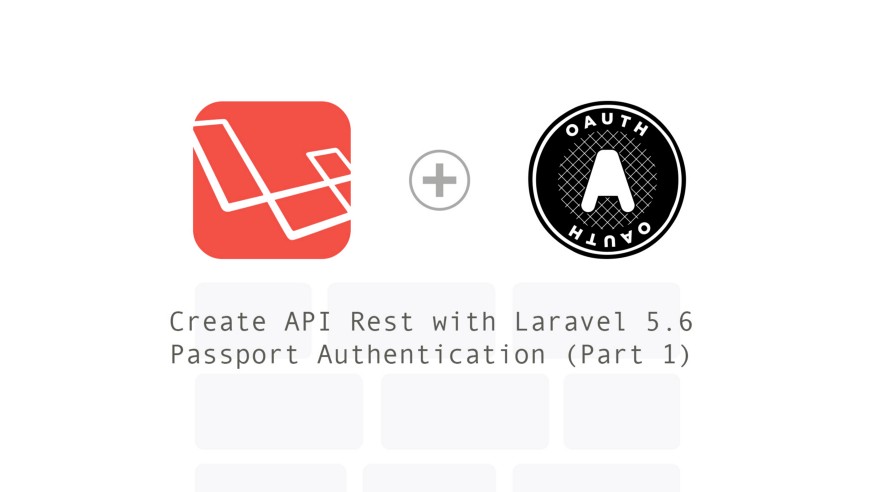 OAUTH
A
OAUTH
Create API Rest with Laravel 5.6
Passport Authentication (Part 1)